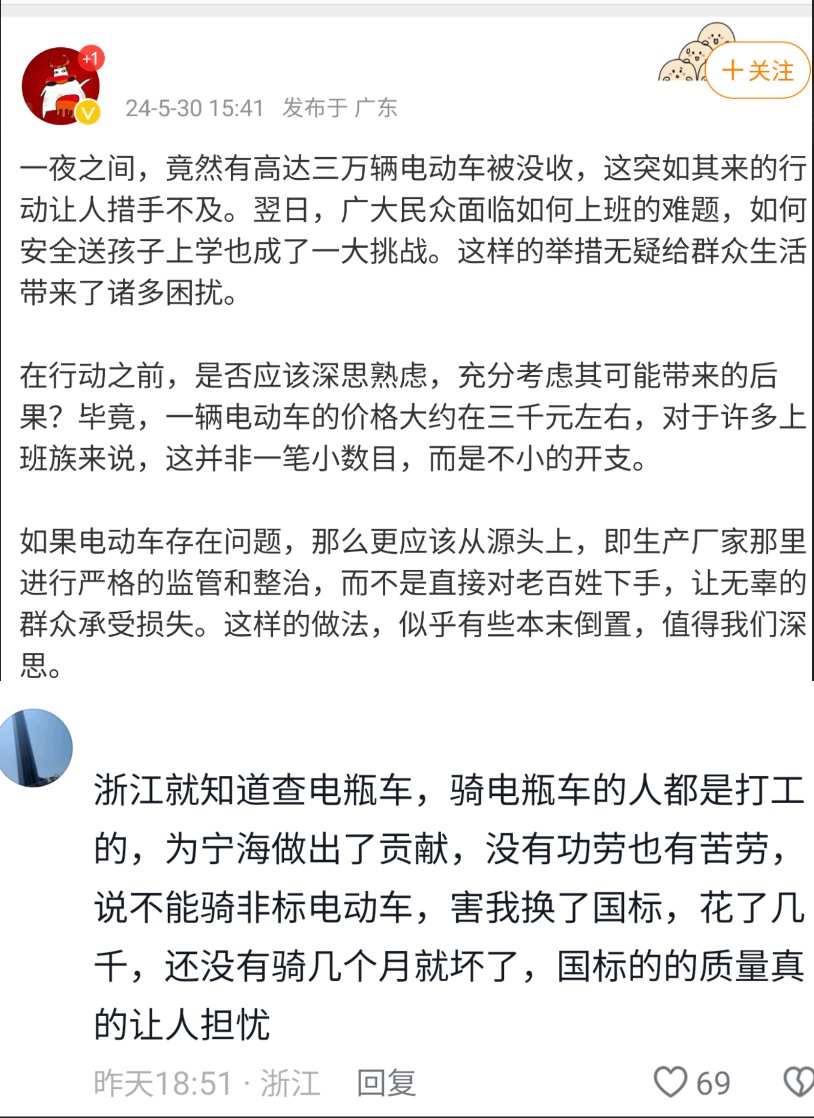 +1
V
24-5-30 15:41 发布于 广东
+关注
一夜之间，竟然有高达三万辆电动车被没收，这突如其来的行
动让人措手不及。翌日，广大民众面临如何上班的难题，如何
安全送孩子上学也成了一大挑战。这样的举措无疑给群众生活
带来了诸多困扰。
在行动之前，是否应该深思熟虑，充分考虑其可能带来的后
果？毕竟，一辆电动车的价格大约在三千元左右，对于许多上
班族来说，这并非一笔小数目，而是不小的开支。
如果电动车存在问题，那么更应该从源头上，即生产厂家那里
进行严格的监管和整治，而不是直接对老百姓下手，让无辜的
群众承受损失。这样的做法，似乎有些本末倒置，值得我们深
思。
浙江就知道查电瓶车，骑电瓶车的人都是打工
的，为宁海做出了贡献，没有功劳也有苦劳，
说不能骑非标电动车，害我换了国标，花了几
千，还没有骑几个月就坏了，国标的的质量真
的让人担忧
昨天18:51 · 浙江 回复 69